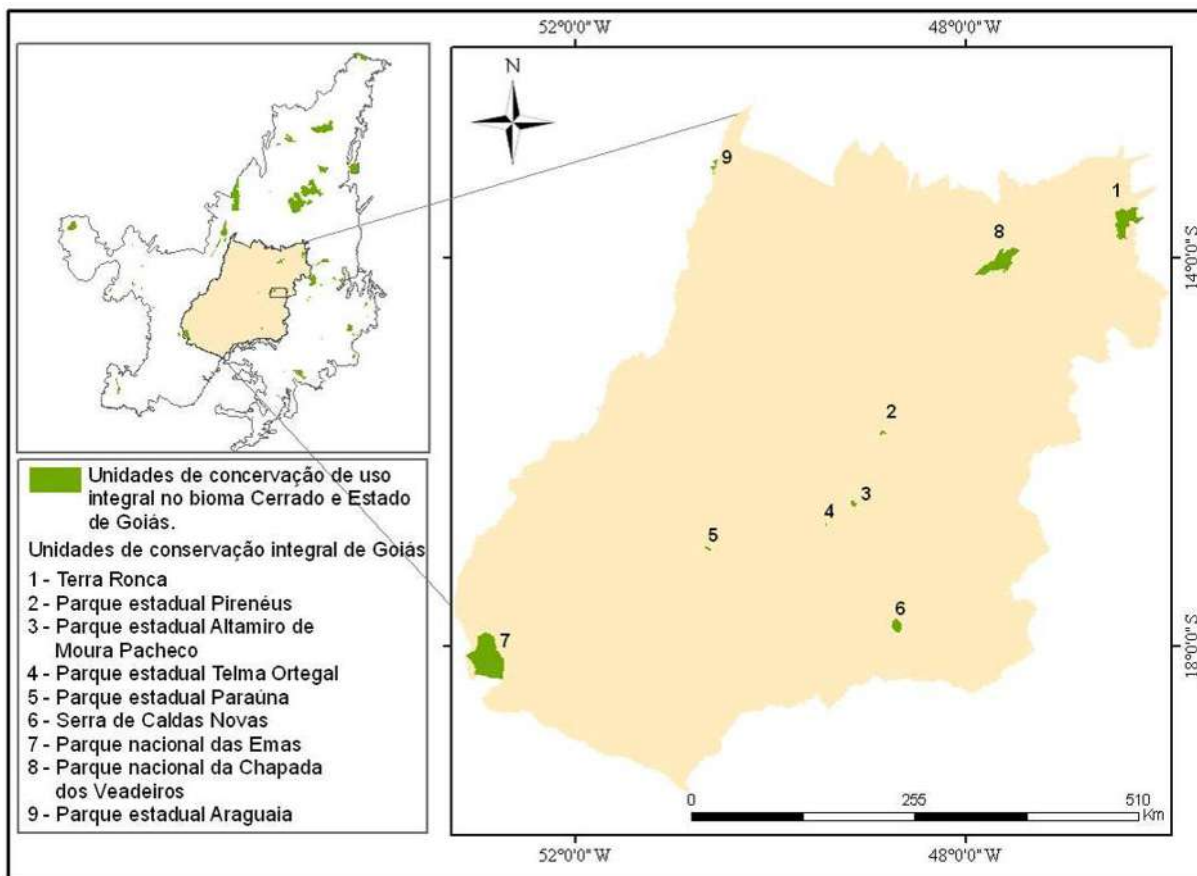 52°0'0" W
48°0'0" W
N
9
1
8
14°0'0" S
2
3
4
5
6
7
18°0'0" S
0
255
510
Km
52°0'0" W
48°0'0" W
Unidades de concervação de uso
integral no bioma Cerrado e Estado
de Goiás.
Unidades de conservação integral de Goiás
1 - Terra Ronca
2 - Parque estadual Pirenéus
3 - Parque estadual Altamiro de
Moura Pacheco
4 - Parque estadual Telma Ortegal
5 - Parque estadual Paraúna
6 - Serra de Caldas Novas
7 - Parque nacional das Emas
8 - Parque nacional da Chapada
dos Veadeiros
9 - Parque estadual Araguaia